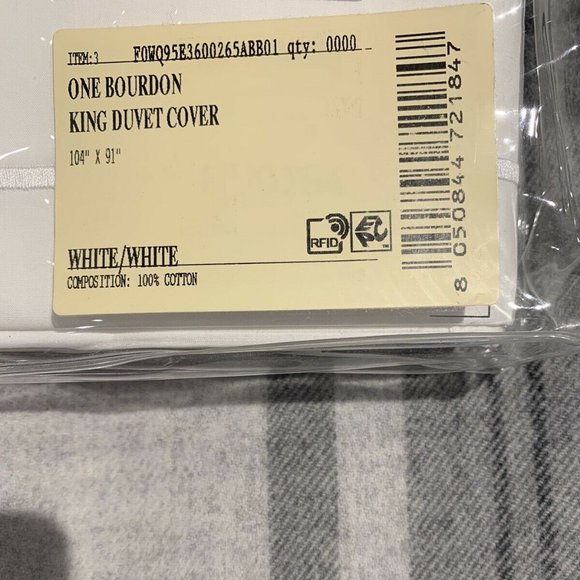 ITEM:3 F0WQ95E3600265ABB01 qty: 0000
ONE BOURDON
KING DUVET COVER
104" X 91"
RFID
EPC™
WHITE/WHITE
COMPOSITION: 100% COTTON
8 050844 721847